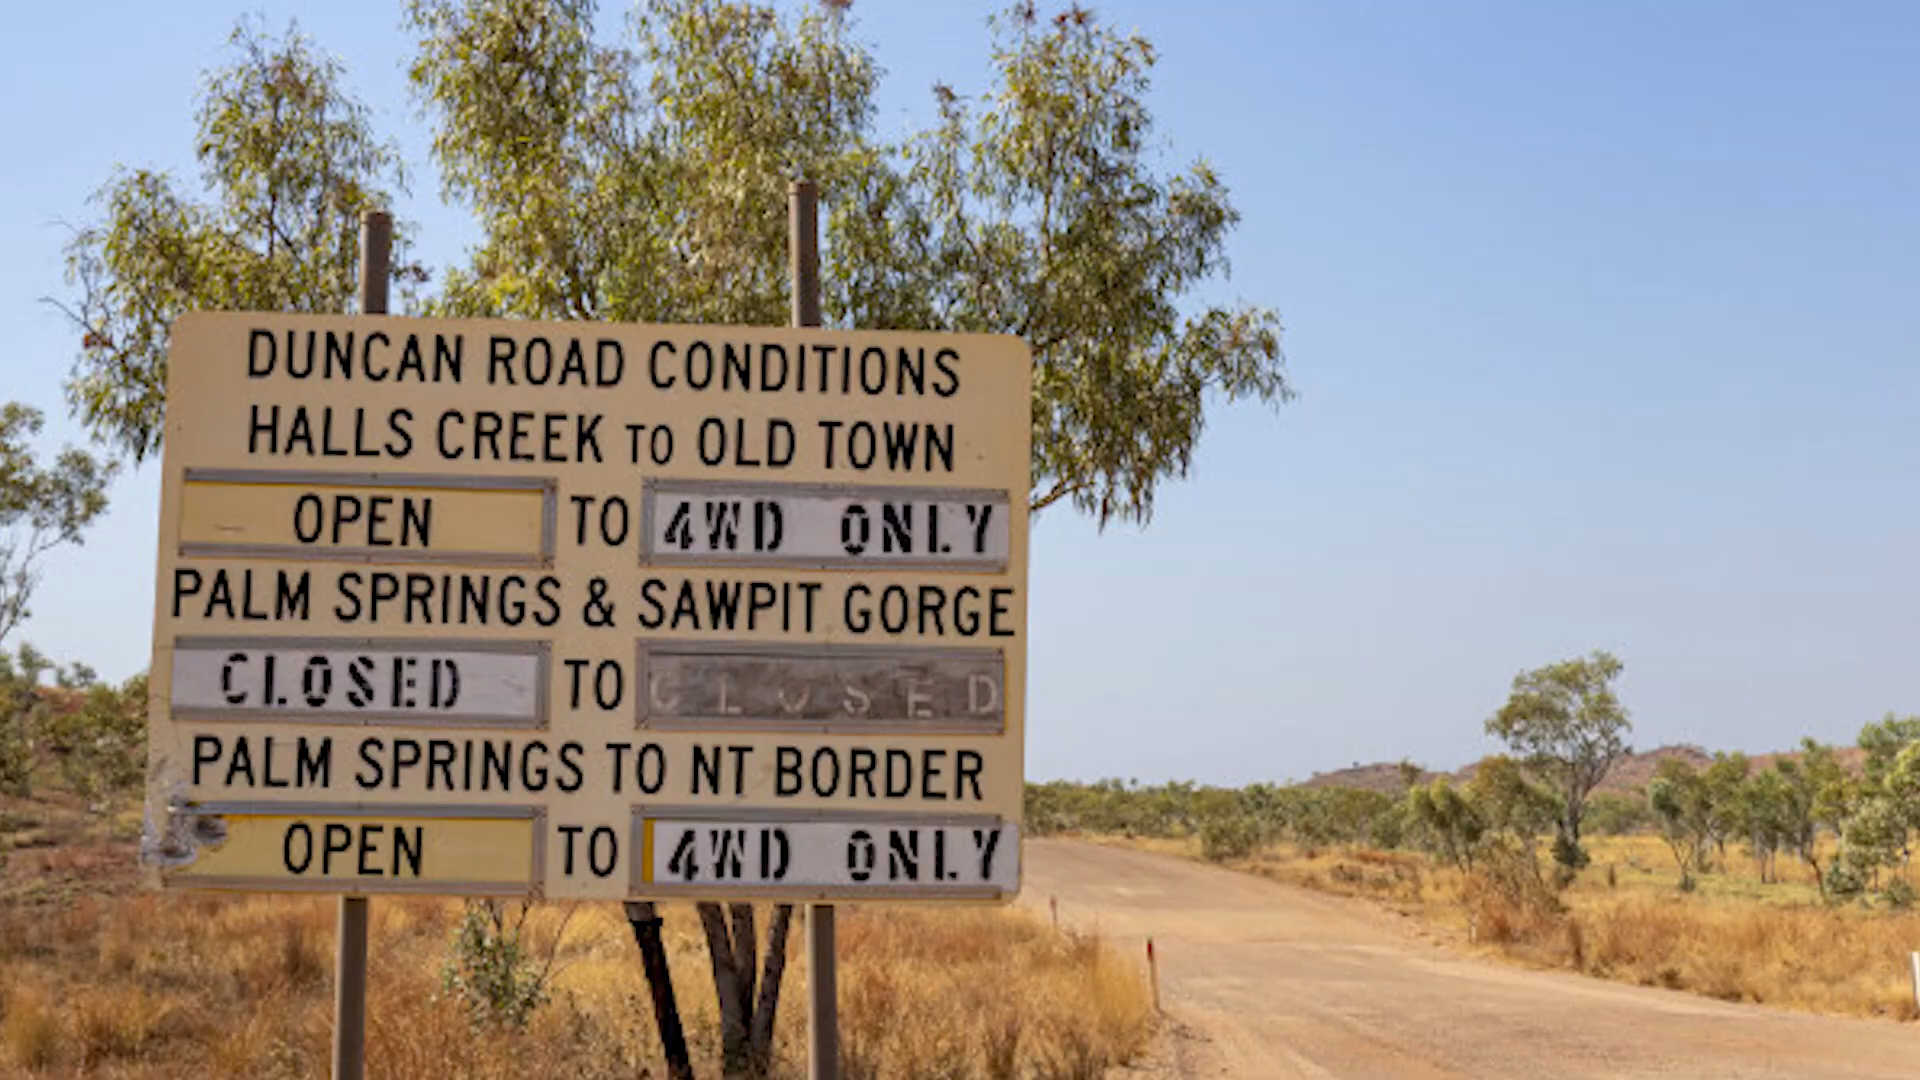 DUNCAN ROAD CONDITIONS
HALLS CREEK TO OLD TOWN
OPEN TO 4WD ONLY
PALM SPRINGS & SAWPIT GORGE
CLOSED TO CLOSED
PALM SPRINGS TO NT BORDER
OPEN TO 4WD ONLY